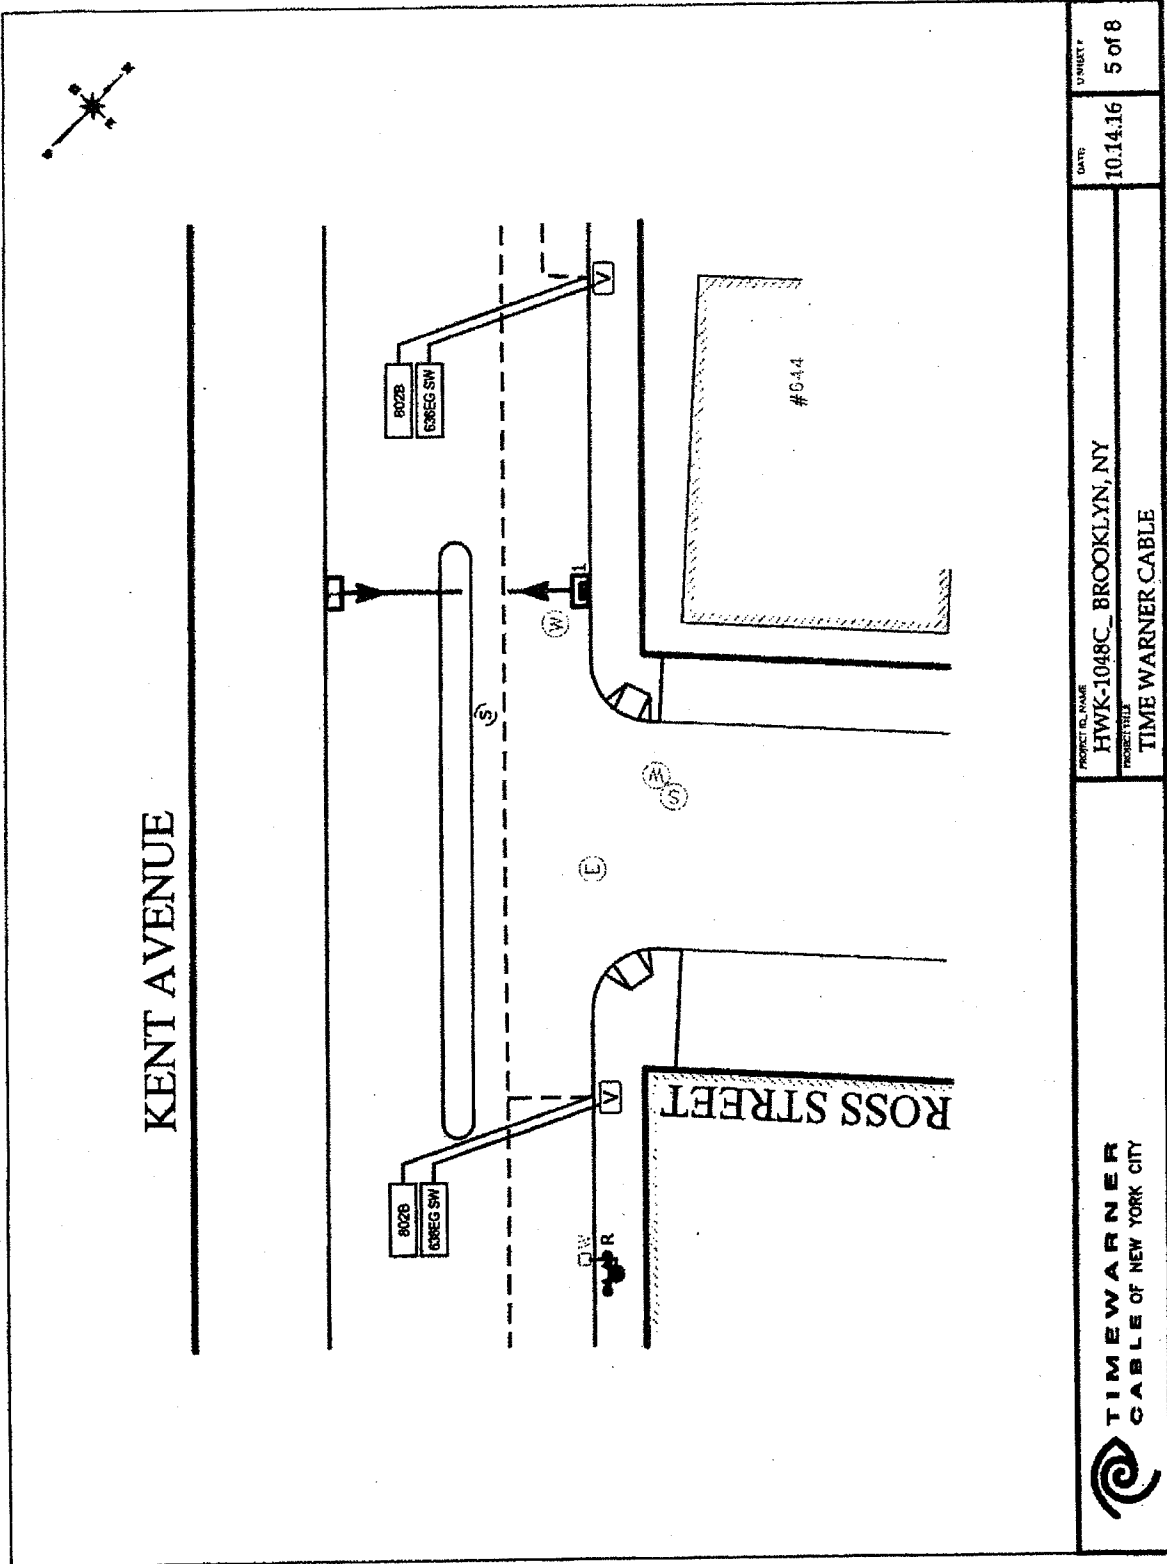 KENT AVENUE
802B
636EG SW
802B
636EG SW
S
W
1
V
V
E
W
S
W
R
#644
ROSS STREET
TIMEWARNER
CABLE OF NEW YORK CITY
PROJECT ID_NAME
HWK-1048C_ BROOKLYN, NY
PROJECT TITLE
TIME WARNER CABLE
DATE:
10.14.16
5 of 8